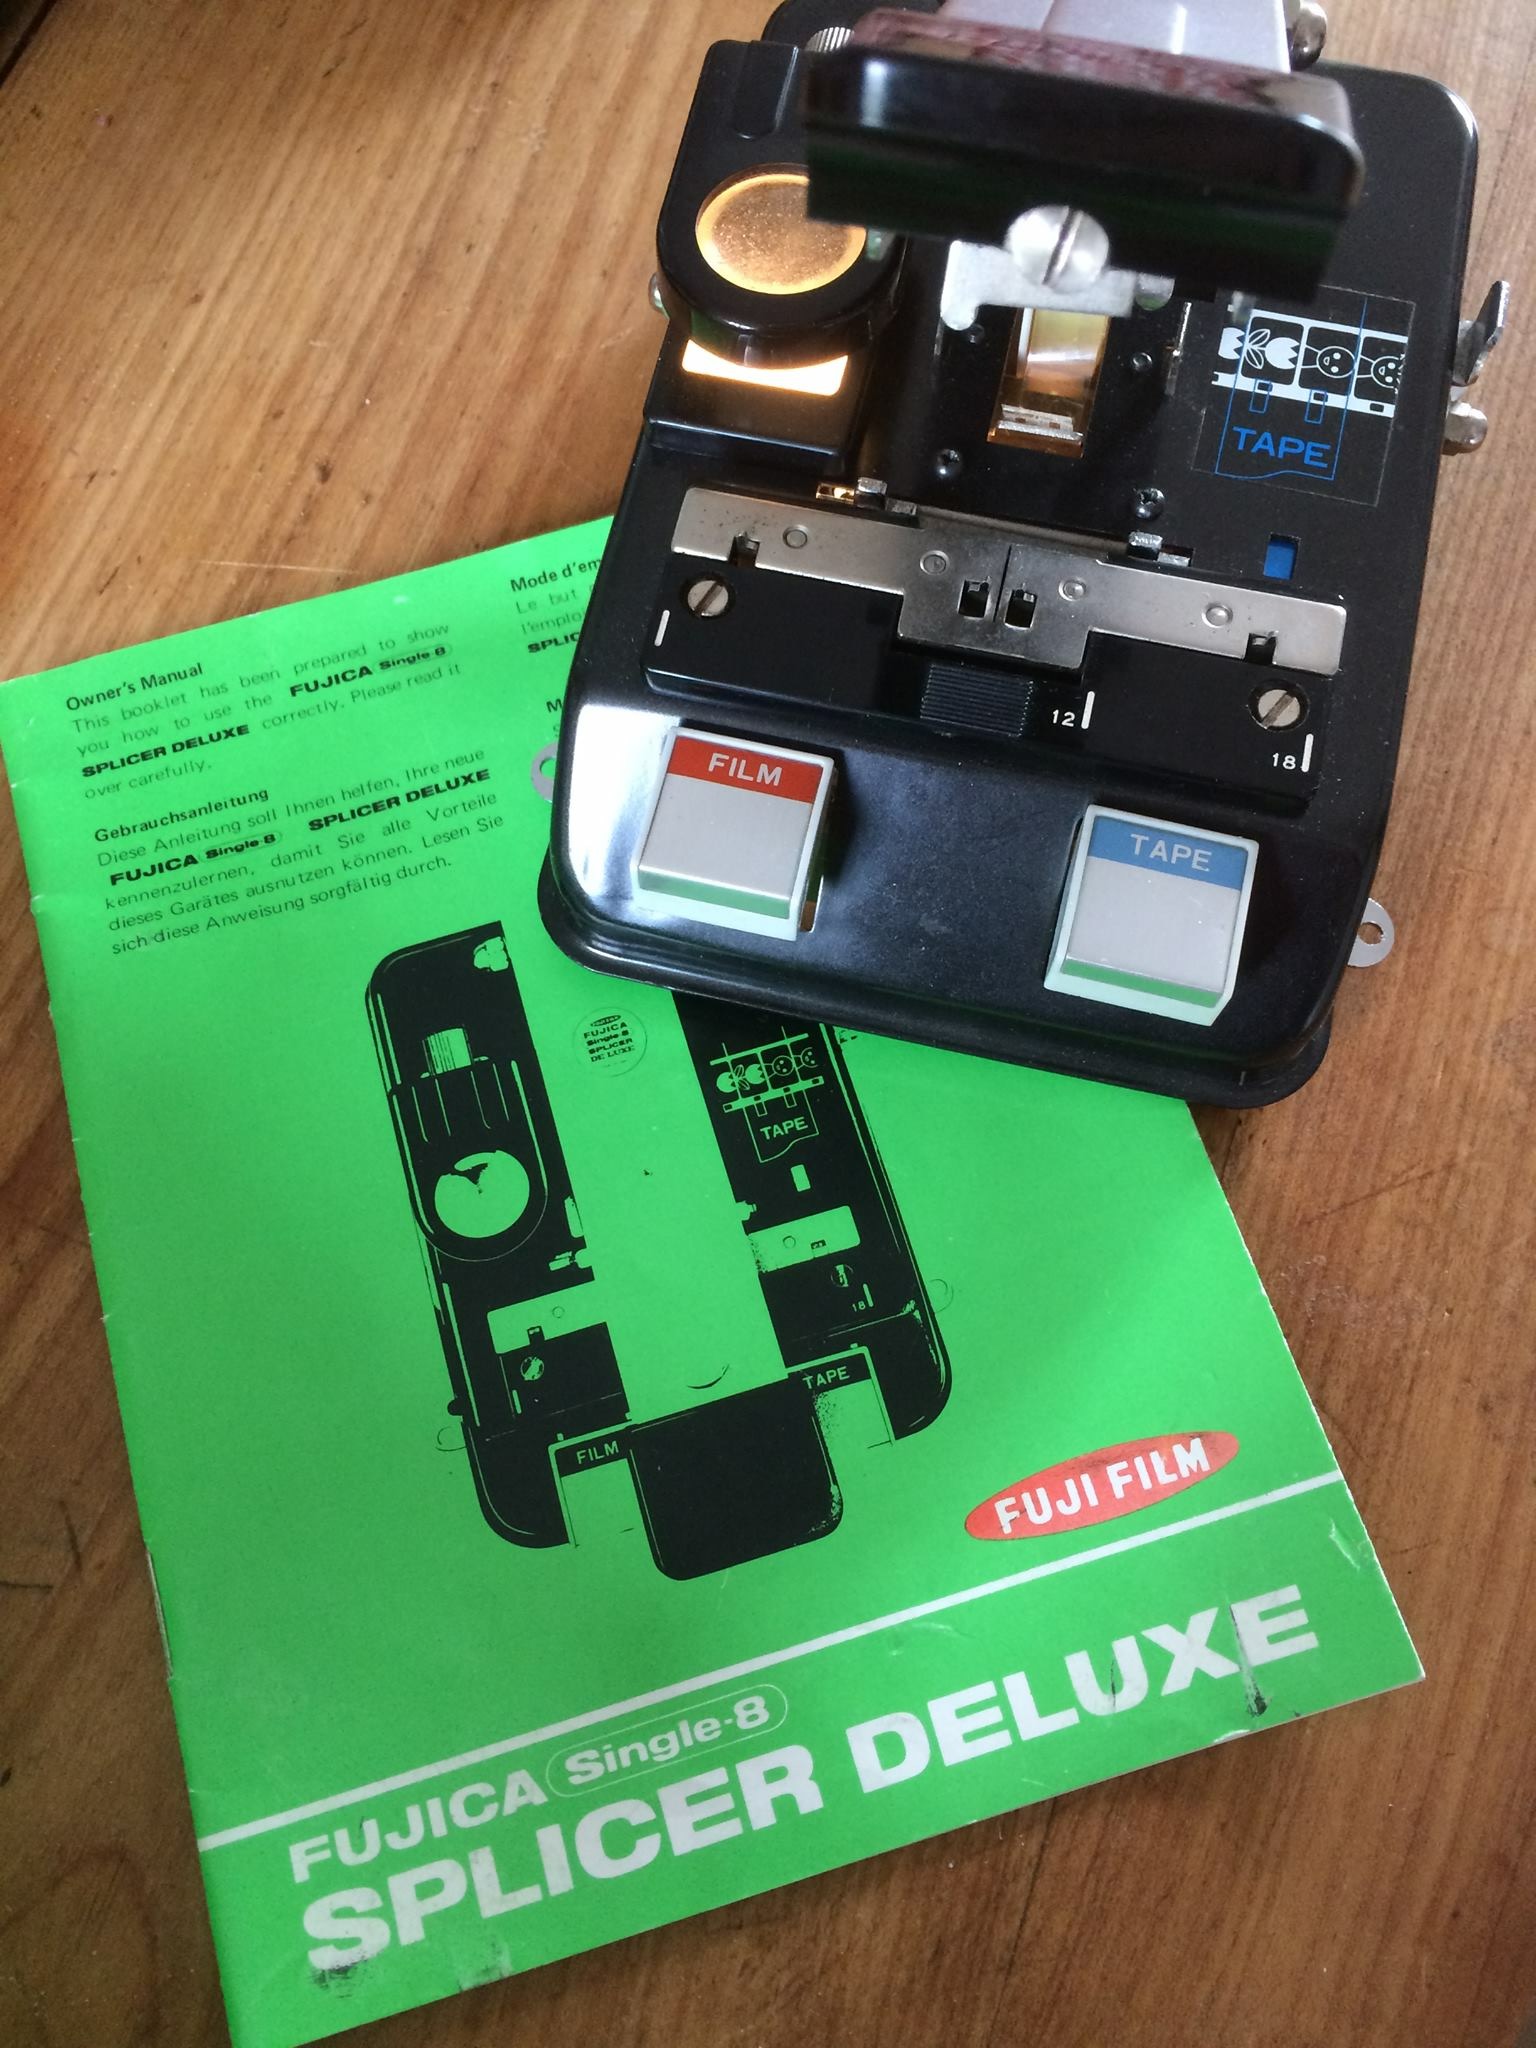 TAPE
12
18
FILM
TAPE
Owner's Manual
This booklet has been prepared to show
you how to use the FUJICA Single-8
SPLICER DELUXE correctly. Please read it
over carefully.
Gebrauchsanleitung
Diese Anleitung soll Ihnen helfen, Ihre neue
FUJICA Single-8 SPLICER DELUXE
kennenzulernen, damit Sie alle Vorteile
dieses Garätes ausnutzen können. Lesen Sie
sich diese Anweisung sorgfältig durch.
Mode d'em
Le but
l'emplo
SPLIC
FUJICA
Single-8
SPLICER
DE LUXE
TAPE
18
TAPE
FILM
FUJI FILM
FUJICA Single-8
SPLICER DELUXE